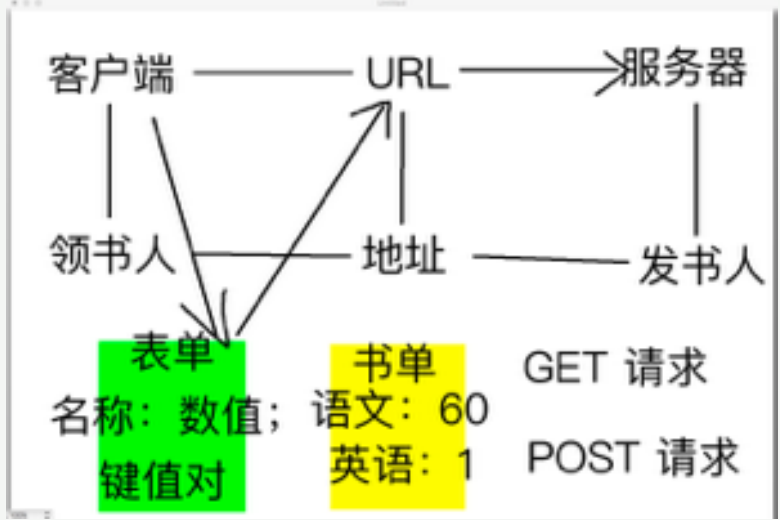 客户端 URL 服务器
领书人 地址 发书人
表单
名称：数值；
键值对
书单
语文：60
英语：1
GET 请求
POST 请求